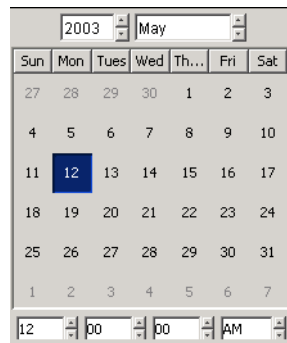 2003 May
Sun Mon Tues Wed Th... Fri Sat
27 28 29 30 1 2 3
4 5 6 7 8 9 10
11 12 13 14 15 16 17
18 19 20 21 22 23 24
25 26 27 28 29 30 31
1 2 3 4 5 6 7
12 00 00 AM